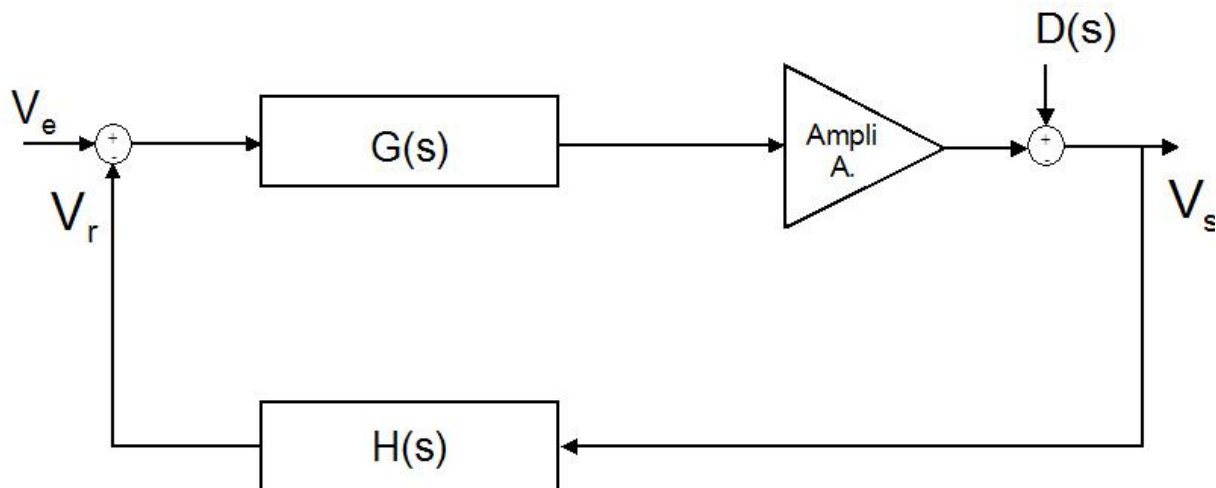 D(s)
Ve
+
-
G(s)
Ampli
A.
+
-
Vr
Vs
H(s)